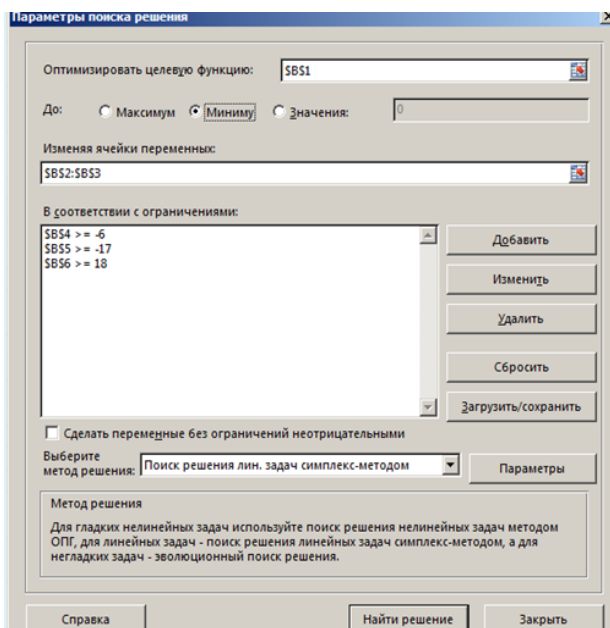 Параметры поиска решения
Оптимизировать целевую функцию: $B$1
До: Максимум Миниму Значения: 0
Изменяя ячейки переменных:
$B$2:$B$3
В соответствии с ограничениями:
$B$4 >= -6
$B$5 >= -17
$B$6 >= 18
Добавить
Изменить
Удалить
Сбросить
Загрузить/сохранить
Сделать переменные без ограничений неотрицательными
Выберите
метод решения: Поиск решения лин. задач симплекс-методом Параметры
Метод решения
Для гладких нелинейных задач используйте поиск решения нелинейных задач методом
ОПГ, для линейных задач - поиск решения линейных задач симплекс-методом, а для
негладких задач - эволюционный поиск решения.
Справка Найти решение Закрыть